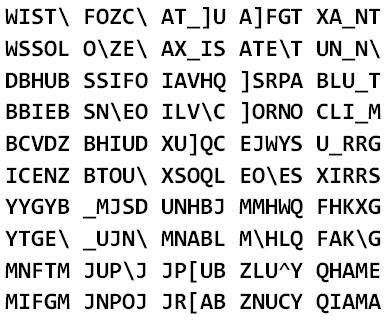 WIST\ FOZC\ AT_]U A]FGT XA_NT
WSSOL O\ZE\ AX_IS ATE\T UN_N\
DBHUB SSIFO IAVHQ ]SRPA BLU_T
BBIEB SN\EO ILV\C ]ORNO CLI_M
BCVDZ BHIUD XU]QC EJWYS U_RRG
ICENZ BTOU\ XSOQL EO\ES XIRRS
YYGYB _MJSD UNHBJ MMHWQ FHKXG
YTGE\ _UJN\ MNABL M\HLQ FAK\G
MNFTM JUP\J JP[UB ZLU^Y QHAME
MIFGM JNPOJ JR[AB ZNUCY QIAMA